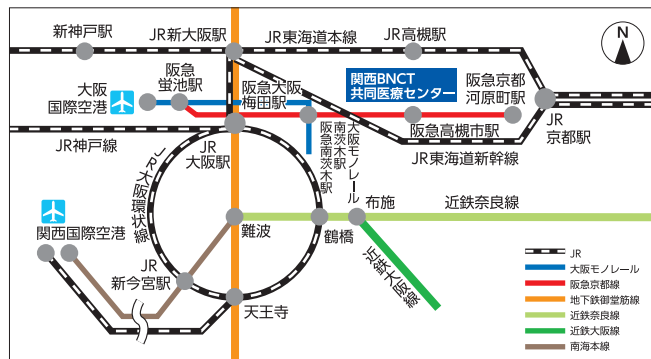 新神戸駅
JR新大阪駅
JR東海道本線
JR高槻駅
N
大阪
国際空港
阪急
蛍池駅
阪急大阪
梅田駅
関西BNCT
共同医療センター
阪急京都
河原町駅
JR神戸線
JR
大阪駅
阪急南茨木駅
大阪モノレール
南茨木駅
阪急高槻市駅
JR東海道新幹線
JR
京都駅
JR大阪環状線
関西国際空港
難波
鶴橋
布施
近鉄奈良線
近鉄大阪線
JR
新今宮駅
天王寺
JR
大阪モノレール
阪急京都線
地下鉄御堂筋線
近鉄奈良線
近鉄大阪線
南海本線